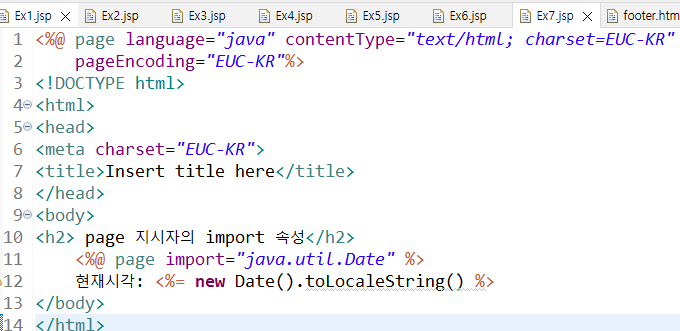 Ex1.jsp Ex2.jsp Ex3.jsp Ex4.jsp Ex5.jsp Ex6.jsp Ex7.jsp footer.htm
1 <%@ page language="java" contentType="text/html; charset=EUC-KR"
2 pageEncoding="EUC-KR"%>
3 <!DOCTYPE html>
4 <html>
5 <head>
6 <meta charset="EUC-KR">
7 <title>Insert title here</title>
8 </head>
9 <body>
10 <h2> page 지시자의 import 속성</h2>
11 <%@ page import="java.util.Date" %>
12 현재시각: <%= new Date().toLocaleString() %>
13 </body>
14 </html>